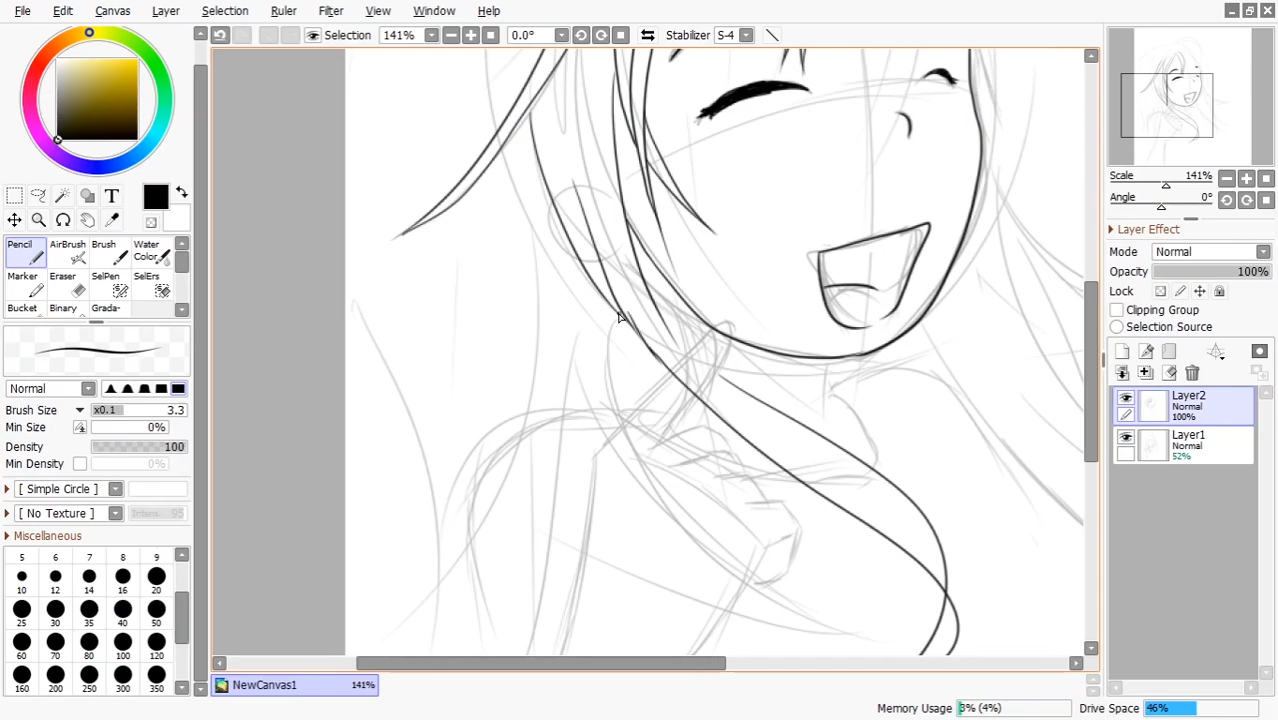 File Edit Canvas Layer Selection Ruler Filter View Window Help
Selection 141% 0.0° Stabilizer S-4
Pencil AirBrush Brush Water Color
Marker Eraser SelPen SelErs
Bucket Binary Grada-
Normal
Brush Size x0.1 3.3
Min Size 0%
Density 100
Min Density 0%
[ Simple Circle ]
[ No Texture ] Intens 95
Miscellaneous
5 6 7 8 9
10 12 14 16 20
25 30 35 40 50
60 70 80 100 120
160 200 250 300 350
NewCanvas1 141%
Scale 141%
Angle 0°
Layer Effect
Mode Normal
Opacity 100%
Lock
Clipping Group
Selection Source
Layer2
Normal
100%
Layer1
Normal
52%
Memory Usage 3% (4%) Drive Space 46%